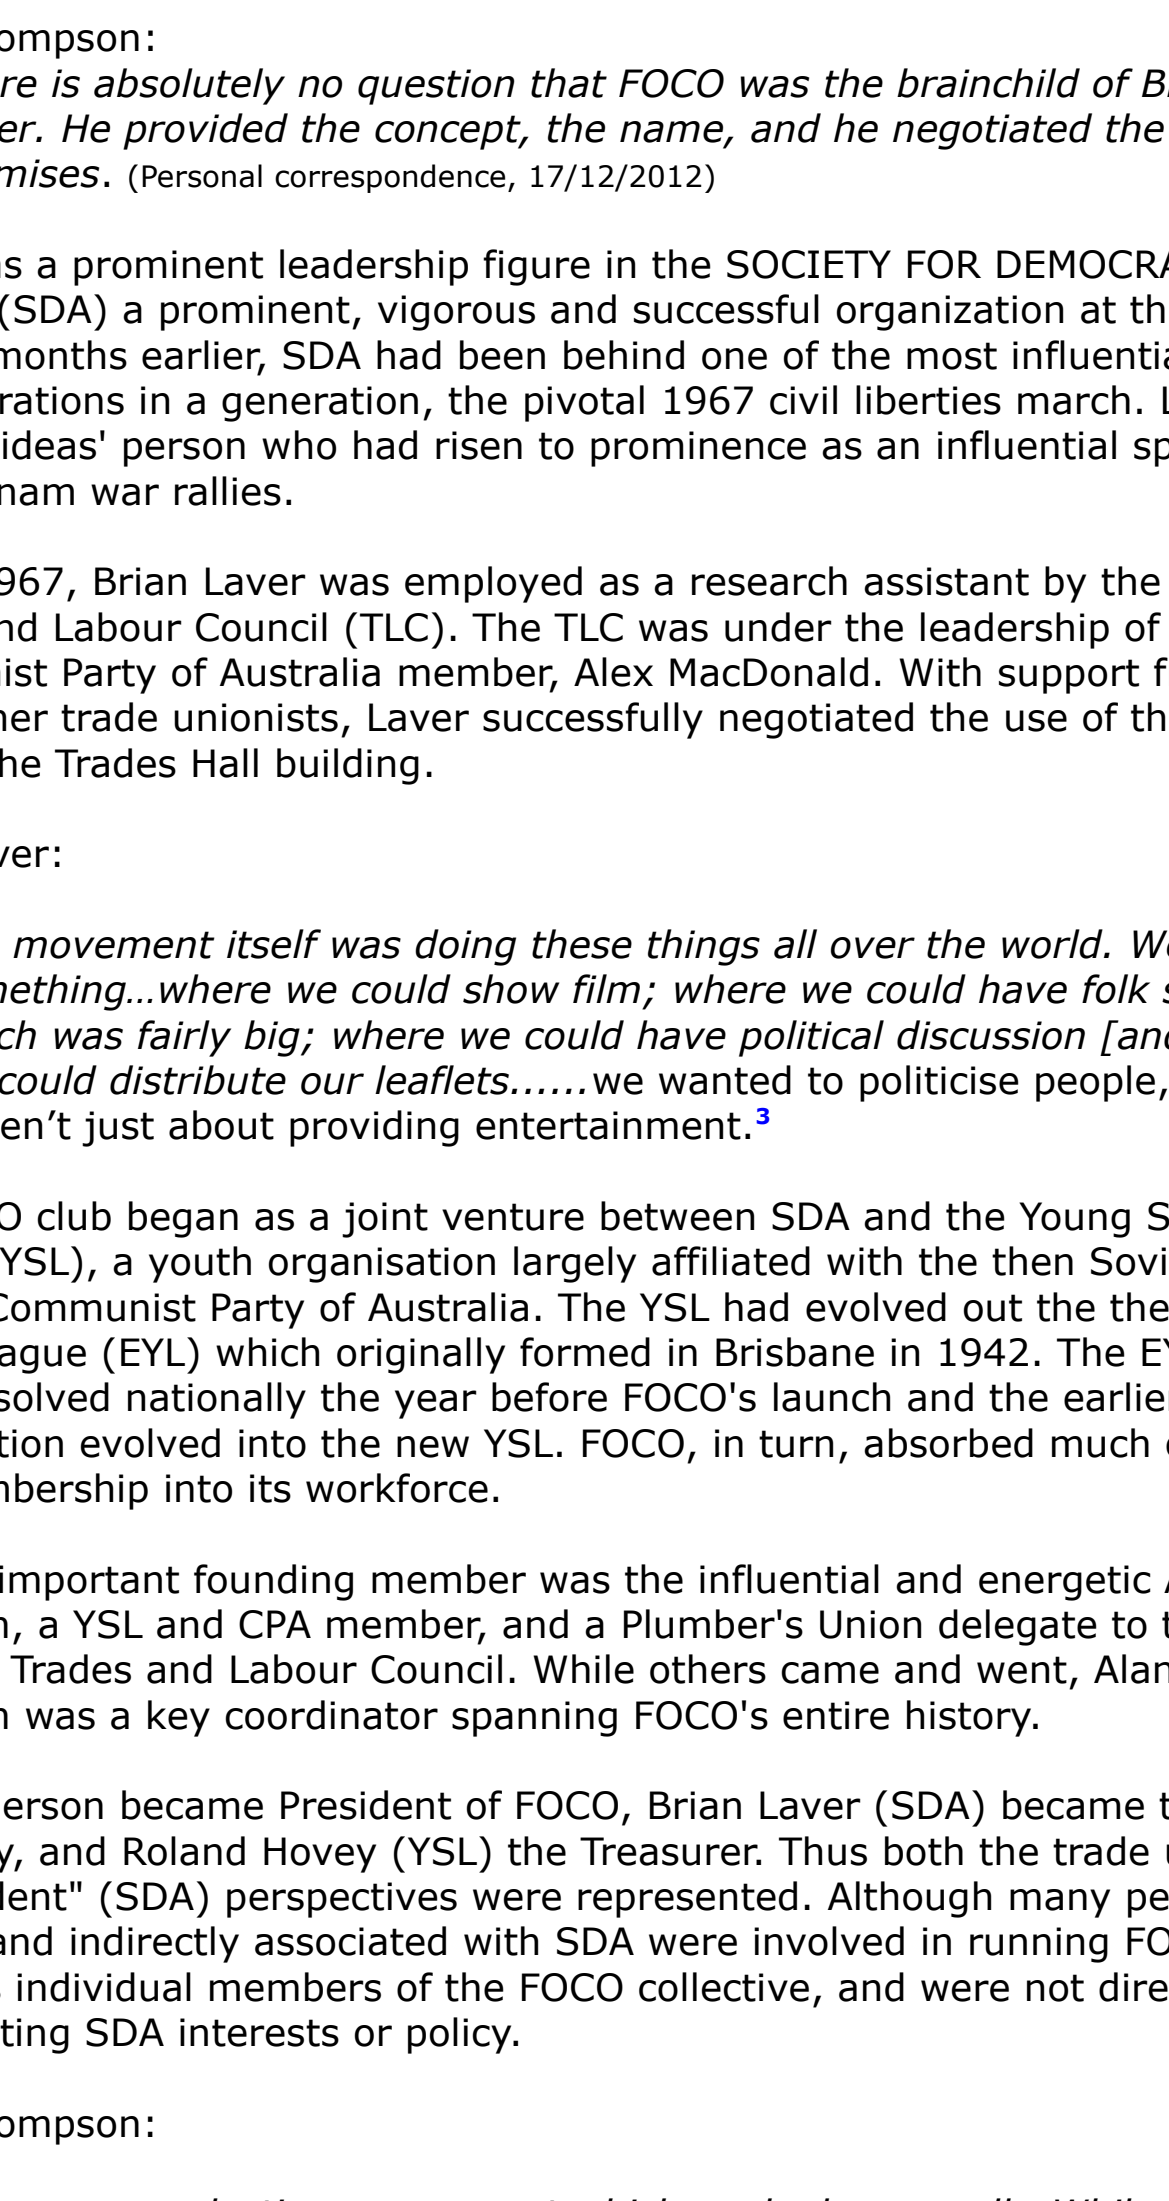 ompson:
re is absolutely no question that FOCO was the brainchild of B
er. He provided the concept, the name, and he negotiated the
mises. (Personal correspondence, 17/12/2012)
s a prominent leadership figure in the SOCIETY FOR DEMOCRA
(SDA) a prominent, vigorous and successful organization at th
months earlier, SDA had been behind one of the most influentia
rations in a generation, the pivotal 1967 civil liberties march. L
ideas' person who had risen to prominence as an influential sp
nam war rallies.
967, Brian Laver was employed as a research assistant by the
nd Labour Council (TLC). The TLC was under the leadership of
ist Party of Australia member, Alex MacDonald. With support f
ner trade unionists, Laver successfully negotiated the use of th
he Trades Hall building.
ver:
movement itself was doing these things all over the world. We
mething…where we could show film; where we could have folk s
ch was fairly big; where we could have political discussion [and
could distribute our leaflets……we wanted to politicise people,
en’t just about providing entertainment.3
O club began as a joint venture between SDA and the Young S
YSL), a youth organisation largely affiliated with the then Sovi
Communist Party of Australia. The YSL had evolved out the the
ague (EYL) which originally formed in Brisbane in 1942. The EY
solved nationally the year before FOCO's launch and the earlier
tion evolved into the new YSL. FOCO, in turn, absorbed much
mbership into its workforce.
important founding member was the influential and energetic A
n, a YSL and CPA member, and a Plumber's Union delegate to t
Trades and Labour Council. While others came and went, Alan
n was a key coordinator spanning FOCO's entire history.
erson became President of FOCO, Brian Laver (SDA) became t
y, and Roland Hovey (YSL) the Treasurer. Thus both the trade u
dent" (SDA) perspectives were represented. Although many pe
and indirectly associated with SDA were involved in running FO
s individual members of the FOCO collective, and were not dire
ting SDA interests or policy.
ompson: